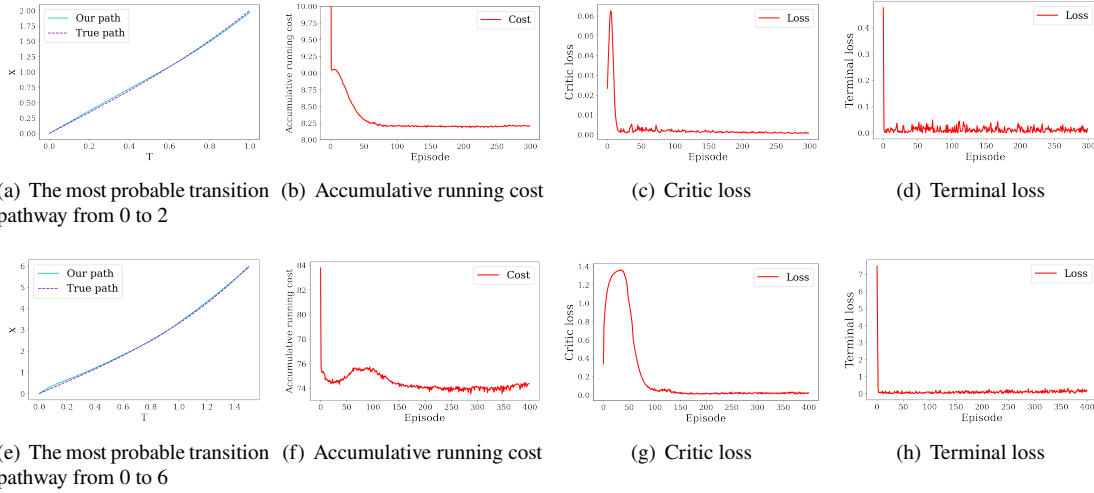 2.00
1.75
1.50
1.25
1.00
0.75
0.50
0.25
0.00
x
Our path
True path
0.0 0.2 0.4 0.6 0.8 1.0
T
Accumulative running cost
10.00
9.75
9.50
9.25
9.00
8.75
8.50
8.25
8.00
Cost
0 50 100 150 200 250 300
Episode
Critic loss
0.06
0.05
0.04
0.03
0.02
0.01
0.00
Loss
0 50 100 150 200 250 300
Episode
Terminal loss
0.4
0.3
0.2
0.1
0.0
Loss
0 50 100 150 200 250 300
Episode
(a) The most probable transition
pathway from 0 to 2
(b) Accumulative running cost
(c) Critic loss
(d) Terminal loss
6
5
4
3
2
1
0
x
Our path
True path
0.0 0.2 0.4 0.6 0.8 1.0 1.2 1.4
T
Accumulative running cost
84
82
80
78
76
74
Cost
0 50 100 150 200 250 300 350 400
Episode
Critic loss
1.4
1.2
1.0
0.8
0.6
0.4
0.2
0.0
Loss
0 50 100 150 200 250 300 350 400
Episode
Terminal loss
7
6
5
4
3
2
1
0
Loss
0 50 100 150 200 250 300 350 400
Episode
(e) The most probable transition
pathway from 0 to 6
(f) Accumulative running cost
(g) Critic loss
(h) Terminal loss